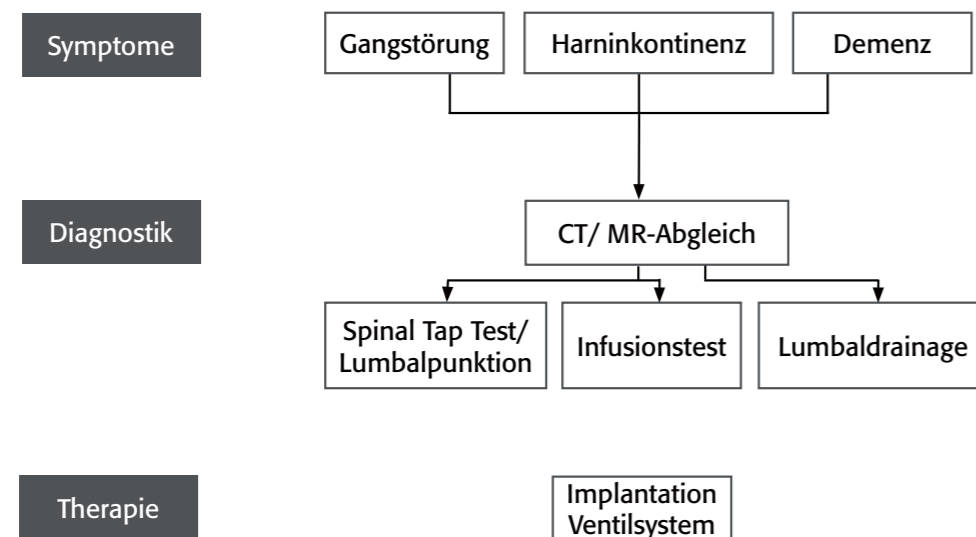 Symptome
Gangstörung
Harninkontinenz
Demenz
Diagnostik
CT/ MR-Abgleich
Spinal Tap Test/
Lumbalpunktion
Infusionstest
Lumbaldrainage
Therapie
Implantation
Ventilsystem